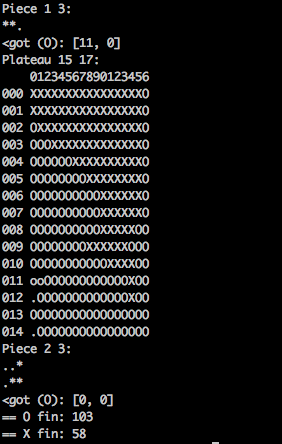 Piece 1 3:
**.
<got (O): [11, 0]
Plateau 15 17:
    01234567890123456
000 XXXXXXXXXXXXXXXXO
001 XXXXXXXXXXXXXXXXO
002 OXXXXXXXXXXXXXXXO
003 OOOXXXXXXXXXXXXXO
004 OOOOOOXXXXXXXXXXO
005 OOOOOOOOXXXXXXXXO
006 OOOOOOOOOOXXXXXXO
007 OOOOOOOOOOXXXXXXO
008 OOOOOOOOOOXXXXXOO
009 OOOOOOOOXXXXXXOOO
010 OOOOOOOOOOOXXXXOO
011 ooOOOOOOOOOOOOXOO
012 .OOOOOOOOOOOOOXOO
013 OOOOOOOOOOOOOOOOO
014 .OOOOOOOOOOOOOOOO
Piece 2 3:
..*
.**
<got (O): [0, 0]
== O fin: 103
== X fin: 58